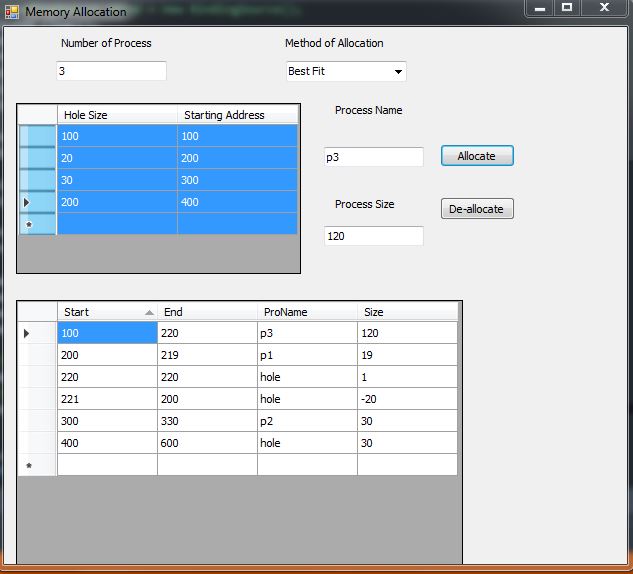 = new BindingSource();
Memory Allocation
Number of Process
Method of Allocation
3
Best Fit
Hole Size Starting Address
100 100
20 200
30 300
200 400
*
Process Name
p3
Allocate
Process Size
De-allocate
120
Start End ProName Size
100 220 p3 120
200 219 p1 19
220 220 hole 1
221 200 hole -20
300 330 p2 30
400 600 hole 30
*